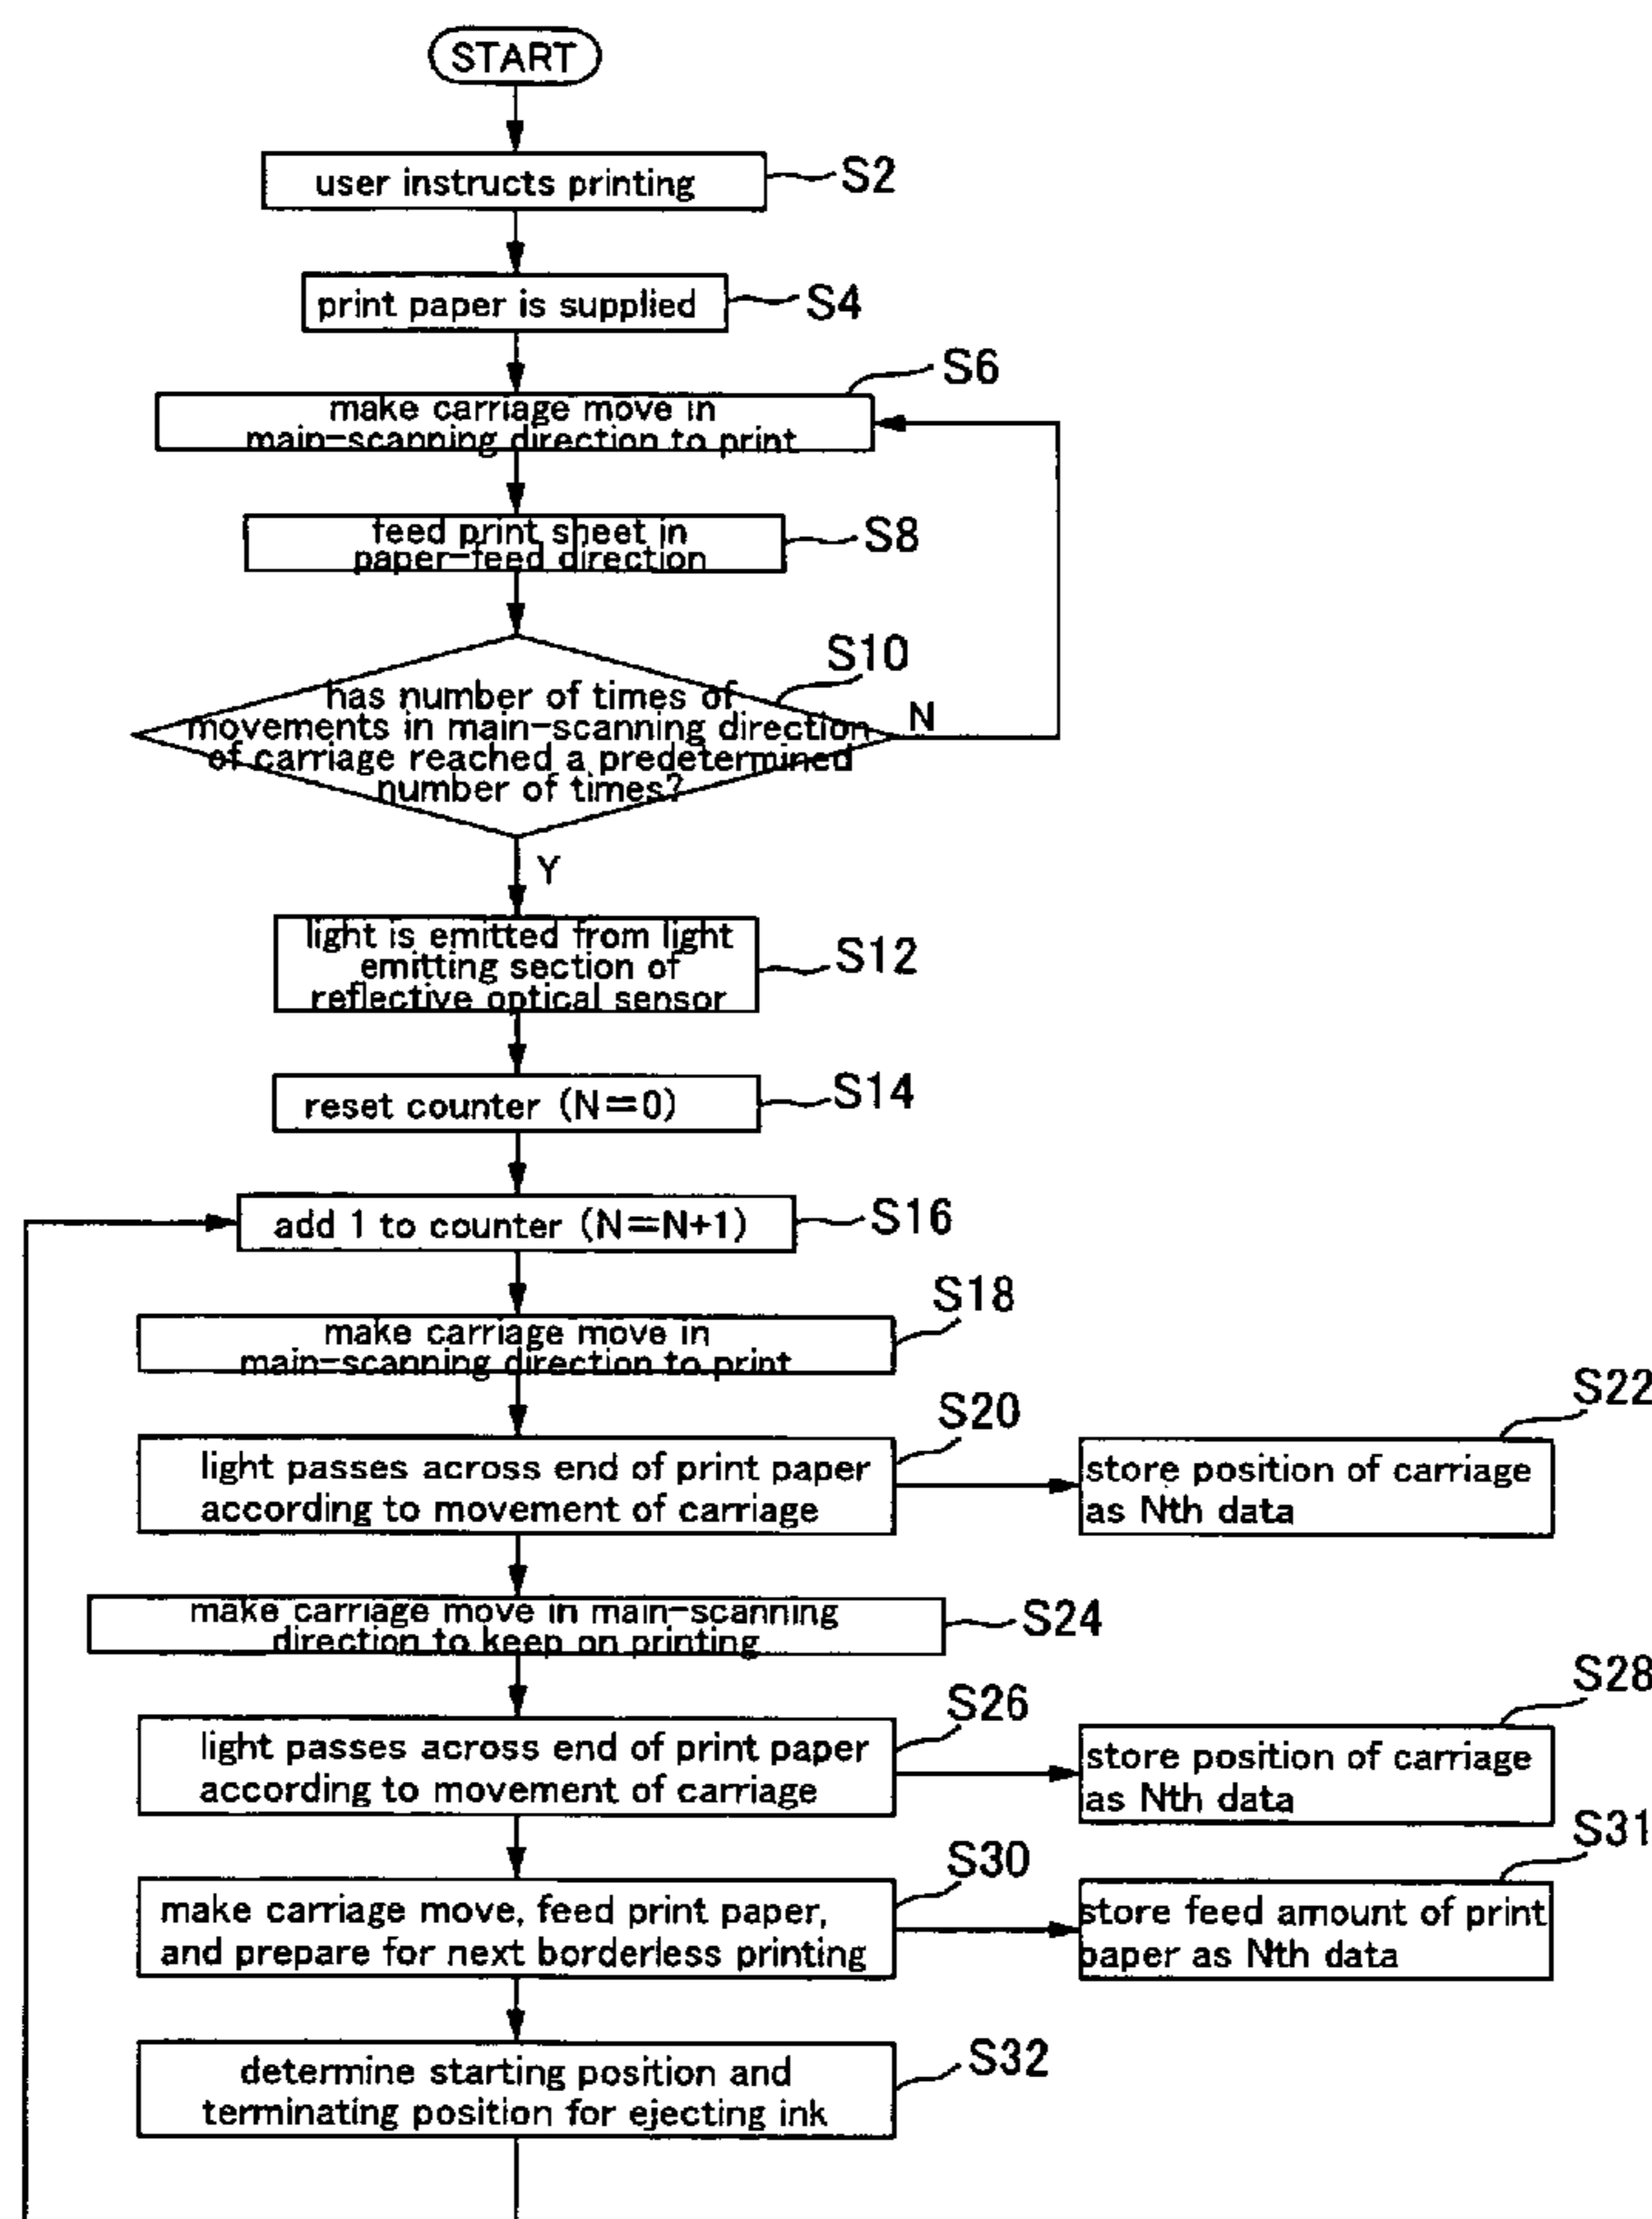 START
user instructs printing
S2
print paper is supplied
S4
S6
make carriage move in
main-scanning direction to print
feed print sheet in
paper-feed direction
S8
S10
has number of times of
movements in main-scanning direction
of carriage reached a predetermined
number of times?
N
Y
light is emitted from light
emitting section of
reflective optical sensor
S12
reset counter (N=0)
S14
add 1 to counter (N=N+1)
S16
S18
make carriage move in
main-scanning direction to print
S20
light passes across end of print paper
according to movement of carriage
S22
store position of carriage
as Nth data
make carriage move in main-scanning
direction to keep on printing
S24
S26
light passes across end of print paper
according to movement of carriage
S28
store position of carriage
as Nth data
S30
make carriage move, feed print paper,
and prepare for next borderless printing
S31
store feed amount of print
paper as Nth data
determine starting position and
terminating position for ejecting ink
S32